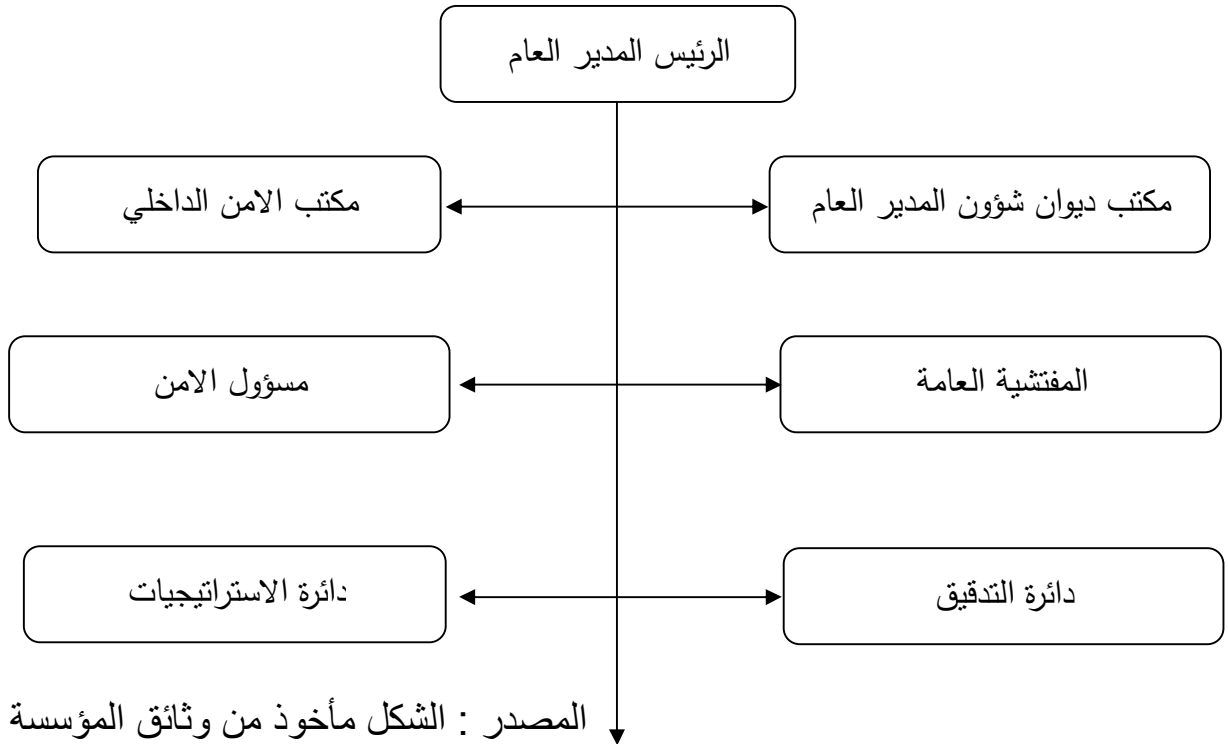 الرئيس المدير العام
مكتب ديوان شؤون المدير العام
مكتب الامن الداخلي
المفتشية العامة
مسؤول الامن
دائرة التدقيق
دائرة الاستراتيجيات
المصدر : الشكل مأخوذ من وثائق المؤسسة